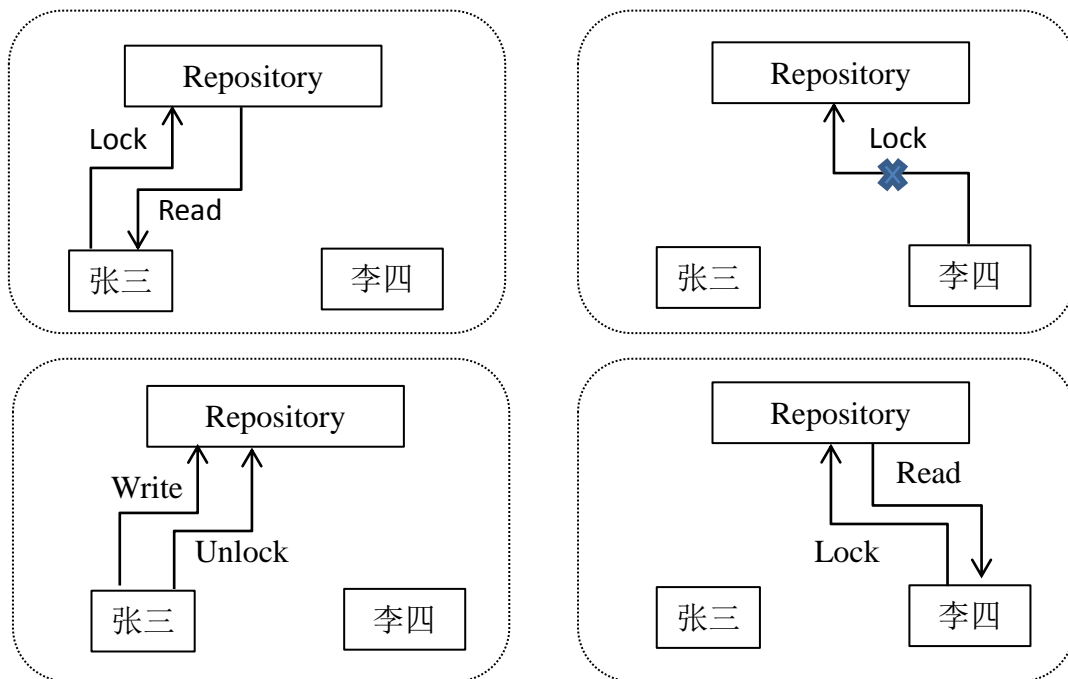 Repository
Lock
Read
张三
李四
Repository
Lock
张三
李四
Repository
Write
Unlock
张三
李四
Repository
Read
Lock
张三
李四